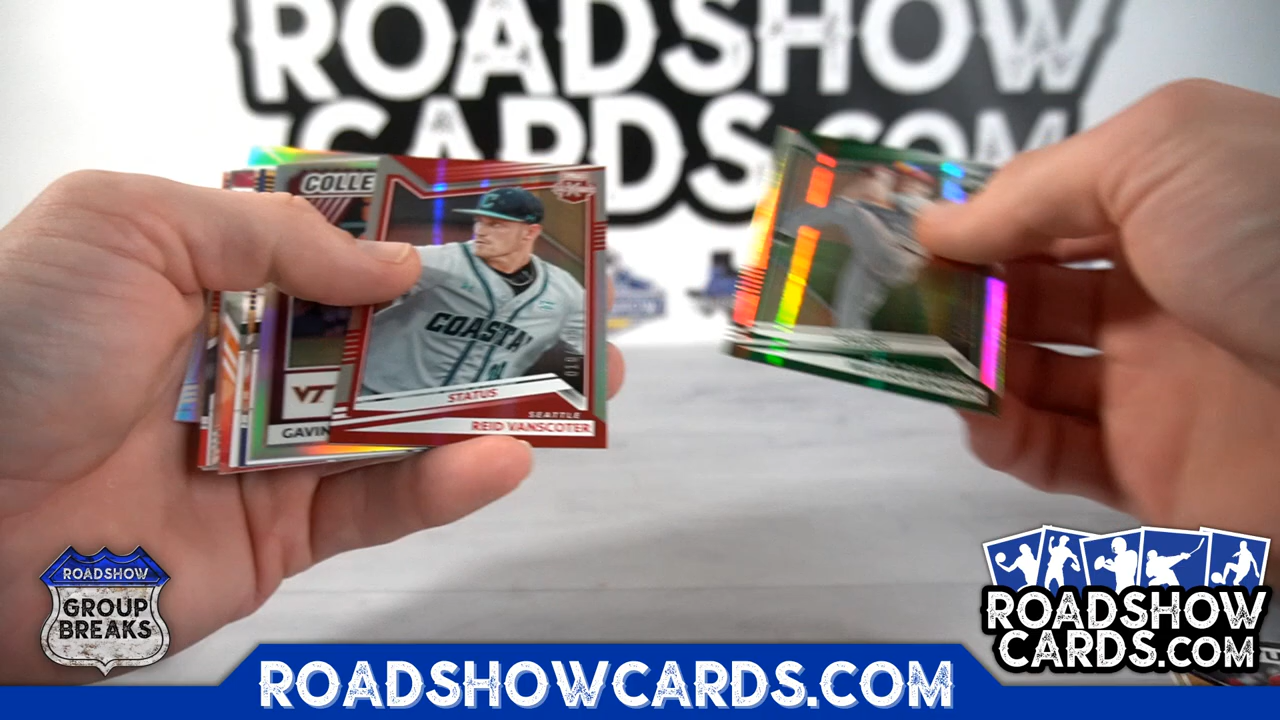 ROADSHOW
CARDS.COM
COLLE
C
COASTA
STATUS
SEATTLE
REID VANSCOTER
VT
GAVIN
ROADSHOW
GROUP
BREAKS
ROADSHOW
CARDS.COM
ROADSHOWCARDS.COM